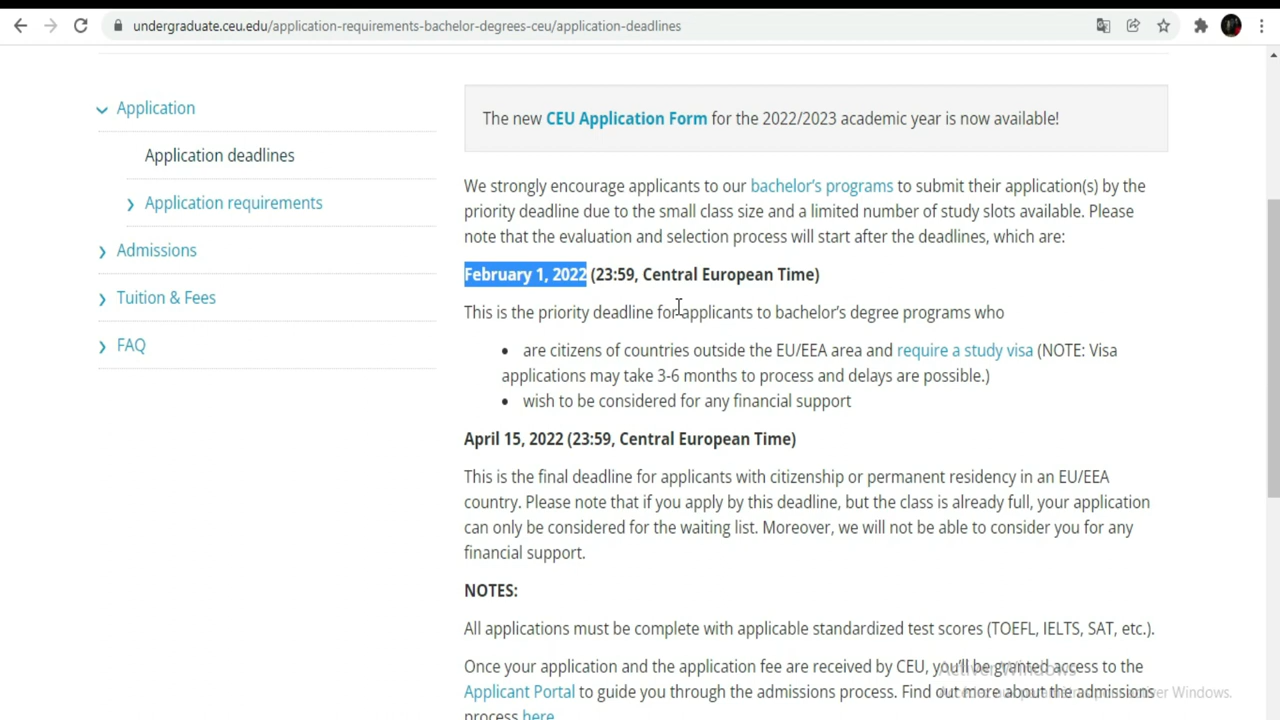 undergraduate.ceu.edu/application-requirements-bachelor-degrees-ceu/application-deadlines
Application
Application deadlines
Application requirements
Admissions
Tuition & Fees
FAQ
The new CEU Application Form for the 2022/2023 academic year is now available!
We strongly encourage applicants to our bachelor's programs to submit their application(s) by the
priority deadline due to the small class size and a limited number of study slots available. Please
note that the evaluation and selection process will start after the deadlines, which are:
February 1, 2022 (23:59, Central European Time)
This is the priority deadline for applicants to bachelor's degree programs who
• are citizens of countries outside the EU/EEA area and require a study visa (NOTE: Visa
applications may take 3-6 months to process and delays are possible.)
• wish to be considered for any financial support
April 15, 2022 (23:59, Central European Time)
This is the final deadline for applicants with citizenship or permanent residency in an EU/EEA
country. Please note that if you apply by this deadline, but the class is already full, your application
can only be considered for the waiting list. Moreover, we will not be able to consider you for any
financial support.
NOTES:
All applications must be complete with applicable standardized test scores (TOEFL, IELTS, SAT, etc.).
Once your application and the application fee are received by CEU, you'll be granted access to the
Applicant Portal to guide you through the admissions process. Find out more about the admissions
process here
Activer Windows
activer Windows.